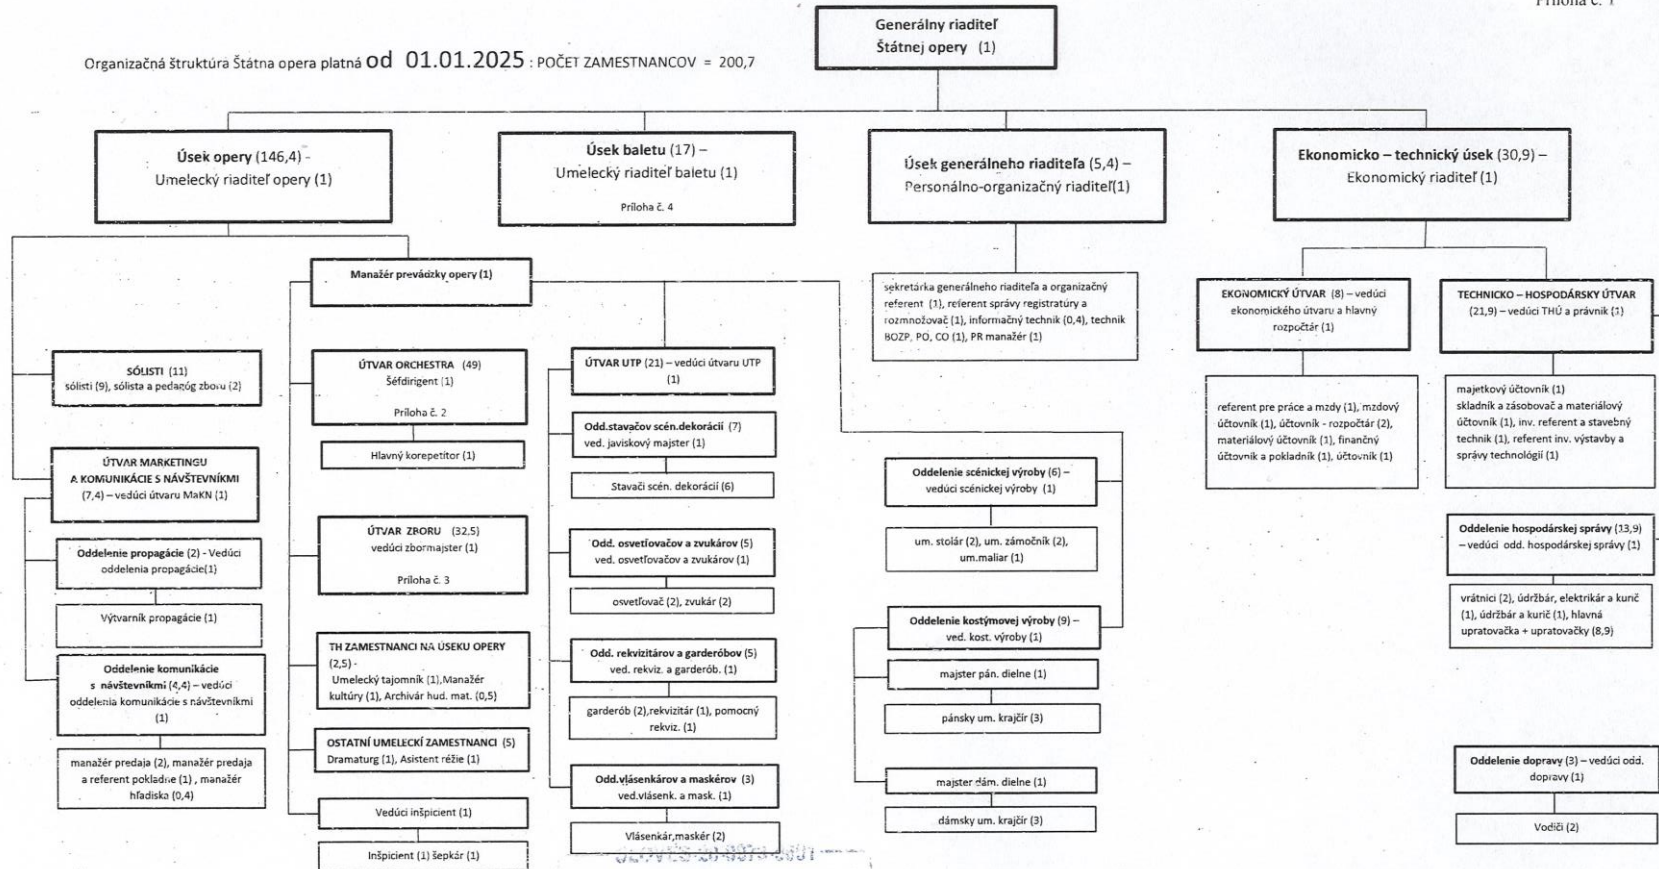 Príloha č. 1
Generálny riaditeľ
Štátnej opery (1)
Organizačná štruktúra Štátna opera platná od 01.01.2025 : POČET ZAMESTNANCOV = 200,7
Úsek opery (146,4) -
Umelecký riaditeľ opery (1)
Úsek baletu (17) –
Umelecký riaditeľ baletu (1)
Príloha č. 4
Úsek generálneho riaditeľa (5,4) –
Personálno-organizačný riaditeľ(1)
Ekonomicko – technický úsek (30,9) –
Ekonomický riaditeľ (1)
Manažér prevádzky opery (1)
sekretárka generálneho riaditeľa a organizačný
referent (1), referent správy registratúry a
rozmnožovač (1), informačný technik (0,4), technik
BOZP, PO, CO (1), PR manažér (1)
EKONOMICKÝ ÚTVAR (8) – vedúci
ekonomického útvaru a hlavný
rozpočtár (1)
TECHNICKO – HOSPODÁRSKY ÚTVAR
(21,9) – vedúci THÚ a právnik (1)
SÓLISTI (11)
sólisti (9), sólista a pedagóg zboru (2)
ÚTVAR ORCHESTRA (49)
Šéfdirigent (1)
Príloha č. 2
Hlavný korepetítor (1)
ÚTVAR UTP (21) – vedúci útvaru UTP
(1)
Odd.stavačov scén.dekorácií (7)
ved. javiskový majster (1)
Stavači scén. dekorácií (6)
referent pre práce a mzdy (1), mzdový
účtovník (1), účtovník - rozpočtár (2),
materiálový účtovník (1), finančný
účtovník a pokladník (1), účtovník (1)
majetkový účtovník (1)
skladník a zásobovač a materiálový
účtovník (1), inv. referent a stavebný
technik (1), referent inv. výstavby a
správy technológií (1)
ÚTVAR MARKETINGU
A KOMUNIKÁCIE S NÁVŠTEVNÍKMI
(7,4) – vedúci útvaru MaKN (1)
Oddelenie scénickej výroby (6) –
vedúci scénickej výroby (1)
um. stolár (2), um. zámočník (2),
um.maliar (1)
ÚTVAR ZBORU (32,5)
vedúci zbormajster (1)
Príloha č. 3
Odd. osvetľovačov a zvukárov (5)
ved. osvetľovačov a zvukárov (1)
osvetľovač (2), zvukár (2)
Oddelenie hospodárskej správy (13,9)
– vedúci odd. hospodárskej správy (1)
vrátnici (2), údržbár, elektrikár a kurič
(1), údržbár a kurič (1), hlavná
upratovačka + upratovačky (8,9)
Oddelenie propagácie (2) - Vedúci
oddelenia propagácie(1)
Výtvarník propagácie (1)
Oddelenie kostýmovej výroby (9) –
ved. kost. výroby (1)
majster pán. dielne (1)
pánsky um. krajčír (3)
TH ZAMESTNANCI NA ÚSEKU OPERY
(2,5) -
Umelecký tajomník (1),Manažér
kultúry (1), Archivár hud. mat. (0,5)
Odd. rekvizitárov a garderóbov (5)
ved. rekviz. a garderób. (1)
garderób (2),rekvizitár (1), pomocný
rekviz. (1)
Oddelenie komunikácie
s návštevníkmi (4,4) – vedúci
oddelenia komunikácie s návštevníkmi
(1)
manažér predaja (2), manažér predaja
a referent pokladne (1) , manažér
hľadiska (0,4)
OSTATNÍ UMELECKÍ ZAMESTNANCI (5)
Dramaturg (1), Asistent réžie (1)
Vedúci inšpicient (1)
Inšpicient (1) šepkár (1)
Odd.vlásenkárov a maskérov (3)
ved.vlásenk. a mask. (1)
Vlásenkár,maskér (2)
majster dám. dielne (1)
dámsky um. krajčír (3)
Oddelenie dopravy (3) – vedúci odd.
dopravy (1)
Vodiči (2)